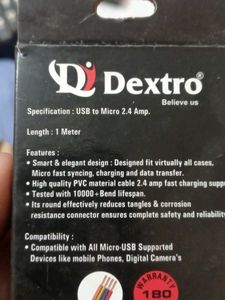 Dextro®
Believe us
Specification : USB to Micro 2.4 Amp.
Length : 1 Meter
Features :
• Smart & elegant design : Designed fit virtually all cases,
Micro fast syncing, charging and data transfer.
• High quality PVC material cable 2.4 amp fast charging
• Tested with 10000+ Bend lifespan.
• Its round effectively reduces tangles & corrosion
resistance connector ensures complete safety and
Compatibility :
• Compatible with All Micro-USB Supported
Devices like mobile Phones, Digital Camera's
WARRANTY
180